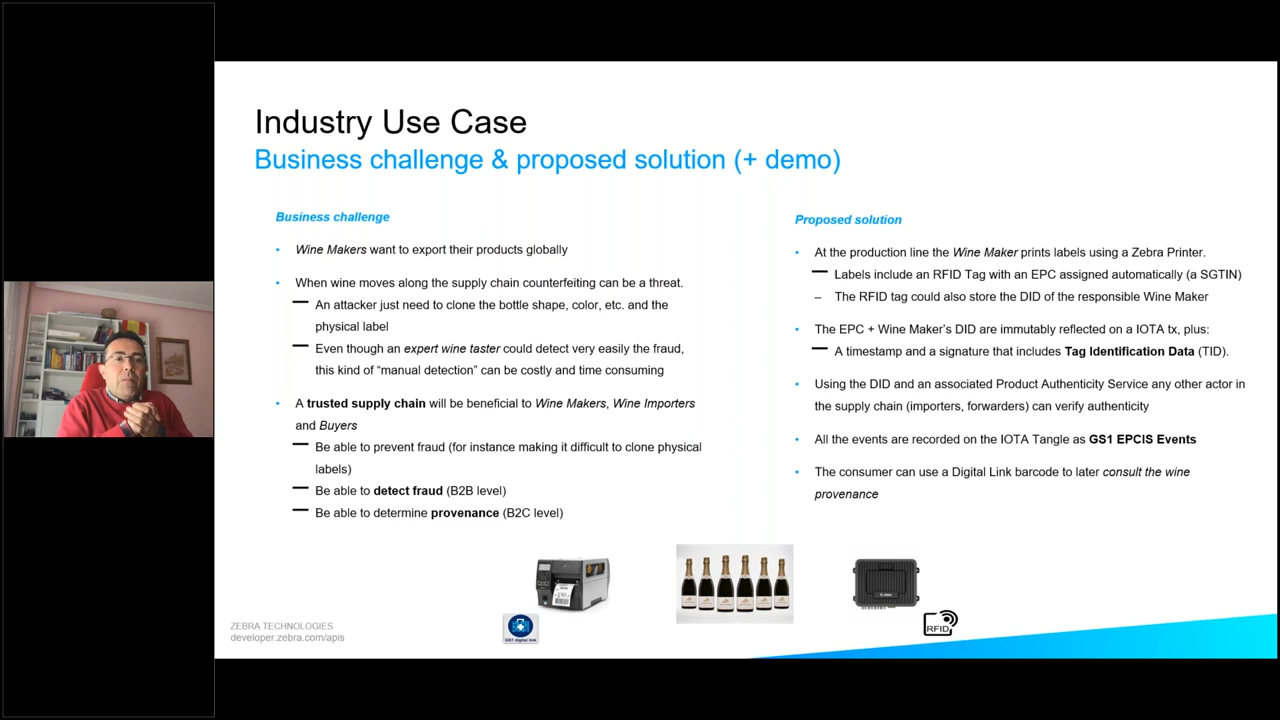 Industry Use Case
Business challenge & proposed solution (+ demo)
Business challenge
• Wine Makers want to export their products globally
• When wine moves along the supply chain counterfeiting can be a threat.
— An attacker just need to clone the bottle shape, color, etc. and the
physical label
— Even though an expert wine taster could detect very easily the fraud,
this kind of “manual detection” can be costly and time consuming
• A trusted supply chain will be beneficial to Wine Makers, Wine Importers
and Buyers
— Be able to prevent fraud (for instance making it difficult to clone physical
labels)
— Be able to detect fraud (B2B level)
— Be able to determine provenance (B2C level)
Proposed solution
• At the production line the Wine Maker prints labels using a Zebra Printer.
— Labels include an RFID Tag with an EPC assigned automatically (a SGTIN)
– The RFID tag could also store the DID of the responsible Wine Maker
• The EPC + Wine Maker’s DID are immutably reflected on a IOTA tx, plus:
— A timestamp and a signature that includes Tag Identification Data (TID).
• Using the DID and an associated Product Authenticity Service any other actor in
the supply chain (importers, forwarders) can verify authenticity
• All the events are recorded on the IOTA Tangle as GS1 EPCIS Events
• The consumer can use a Digital Link barcode to later consult the wine
provenance
GS1 digital link
RFID
ZEBRA TECHNOLOGIES
developer.zebra.com/apis